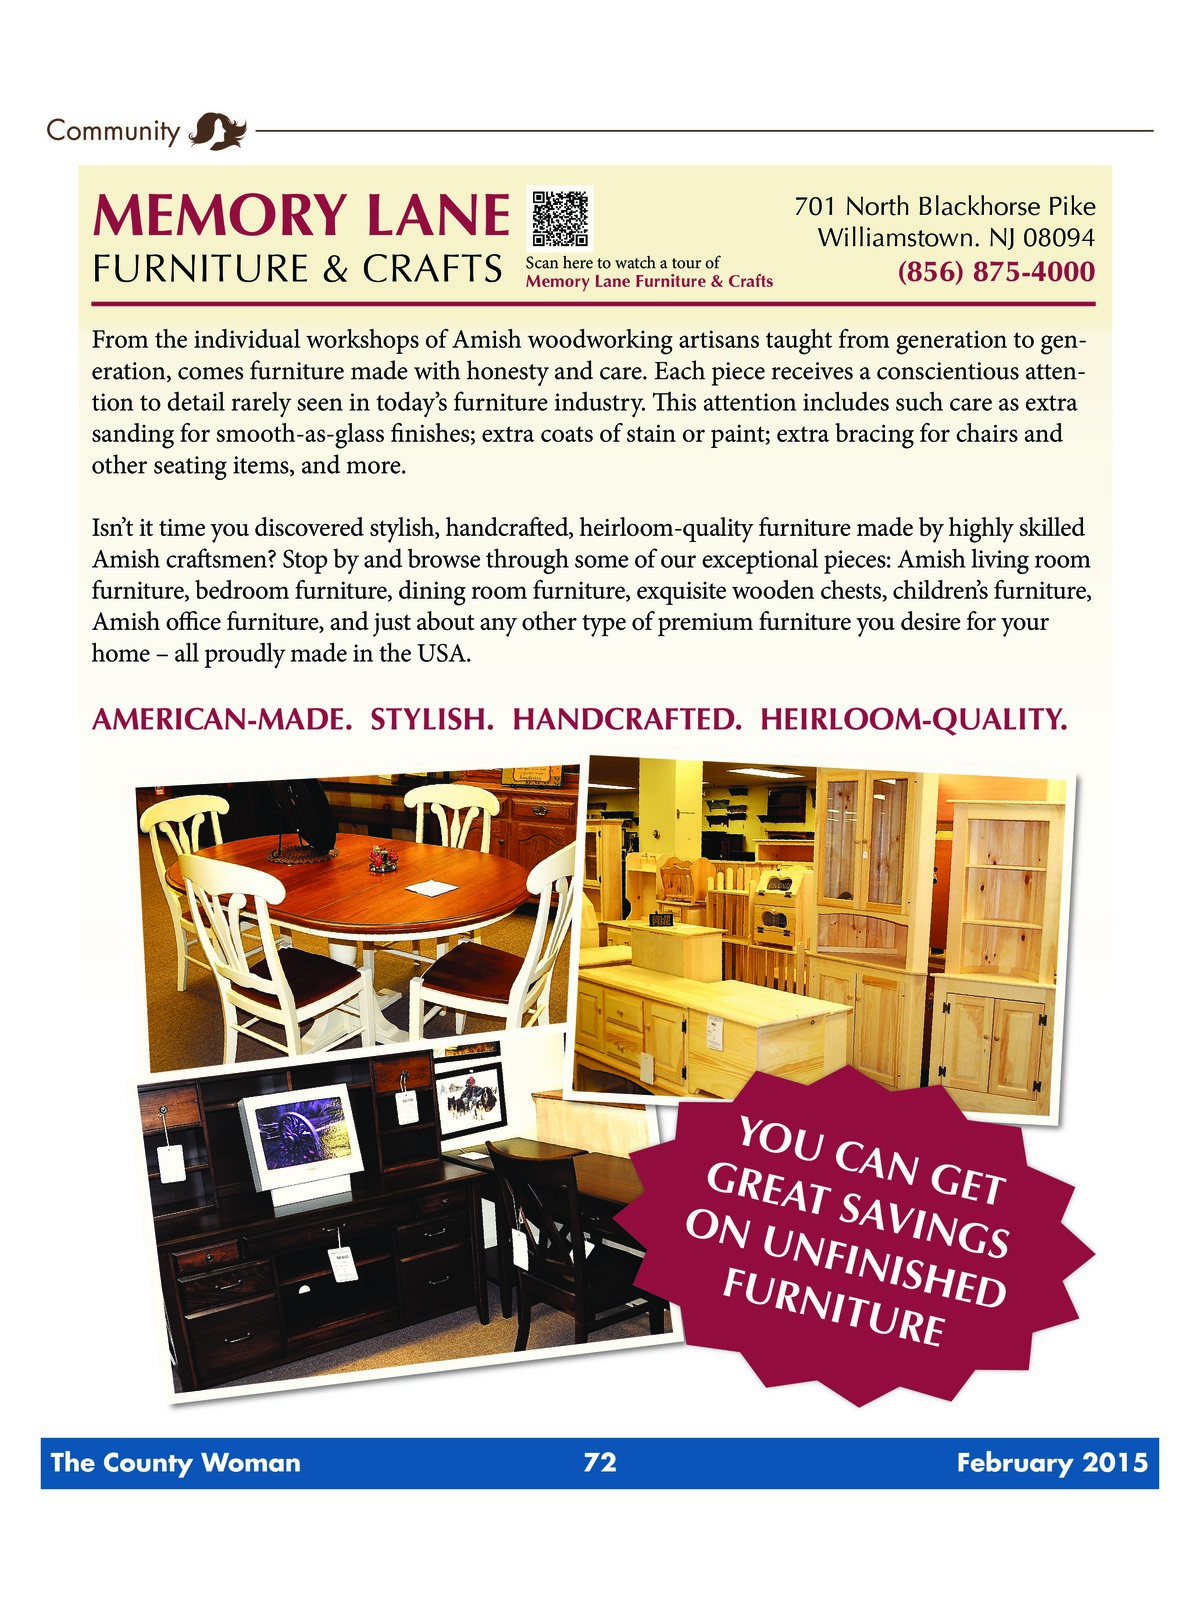 Community
MEMORY LANE
FURNITURE & CRAFTS
Scan here to watch a tour of
Memory Lane Furniture & Crafts
701 North Blackhorse Pike
Williamstown. NJ 08094
(856) 875-4000
From the individual workshops of Amish woodworking artisans taught from generation to gen-
eration, comes furniture made with honesty and care. Each piece receives a conscientious atten-
tion to detail rarely seen in today’s furniture industry. This attention includes such care as extra
sanding for smooth-as-glass finishes; extra coats of stain or paint; extra bracing for chairs and
other seating items, and more.
Isn’t it time you discovered stylish, handcrafted, heirloom-quality furniture made by highly skilled
Amish craftsmen? Stop by and browse through some of our exceptional pieces: Amish living room
furniture, bedroom furniture, dining room furniture, exquisite wooden chests, children’s furniture,
Amish office furniture, and just about any other type of premium furniture you desire for your
home – all proudly made in the USA.
AMERICAN-MADE. STYLISH. HANDCRAFTED. HEIRLOOM-QUALITY.
YOU CAN GET
GREAT SAVINGS
ON UNFINISHED
FURNITURE
The County Woman
72
February 2015